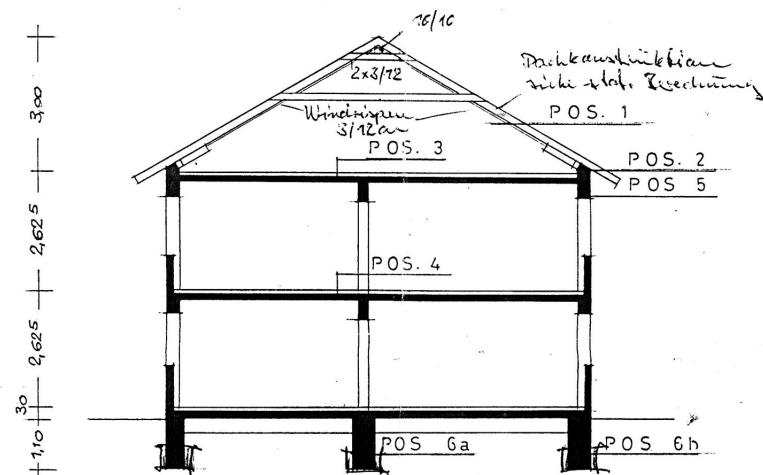 16/16
Dachkonstruktion
siehe stat. Berechnung
2x3/12
Windrispen
3/12cm
POS. 1
POS. 3
POS. 2
POS 5
POS. 4
POS 6a
POS 6b
3,00
2,62⁵
2,62⁵
30
1,10